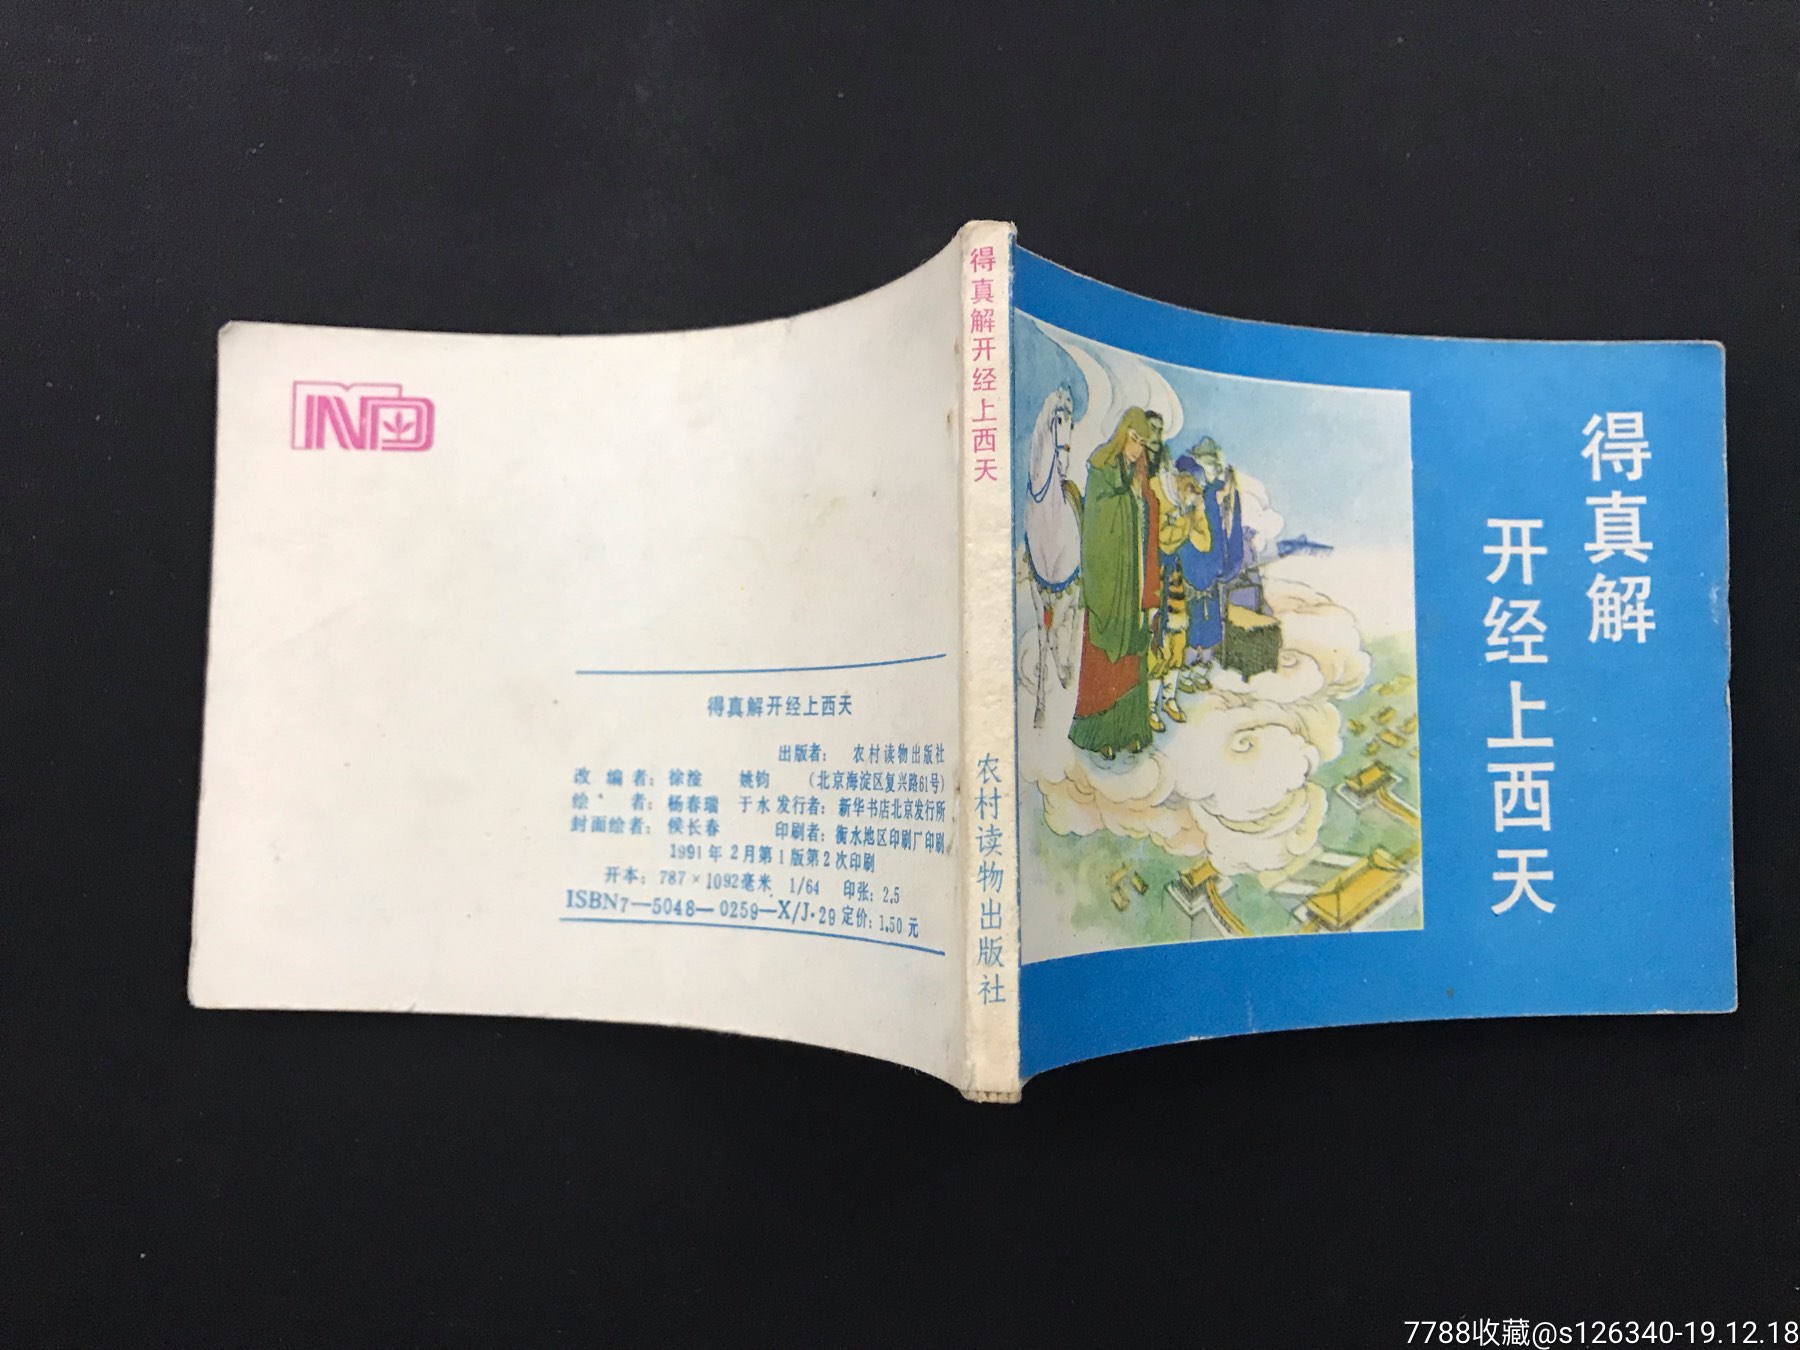 得真解开经上西天
出版者： 农村读物出版社
改 编 者：徐淦 姚钧 （北京海淀区复兴路61号）
绘 者：杨春瑞 于水 发行者：新华书店北京发行所
封面绘者：侯长春 印刷者：衡水地区印刷厂印刷
1991年2月第1版第2次印刷
开本：787×1092毫米 1/64 印张：2.5
ISBN7—5048—0259—X/J·29 定价：1.50元
得真解开经上西天
农村读物出版社
得真解
开经上西天
7788收藏@s126340-19.12.18